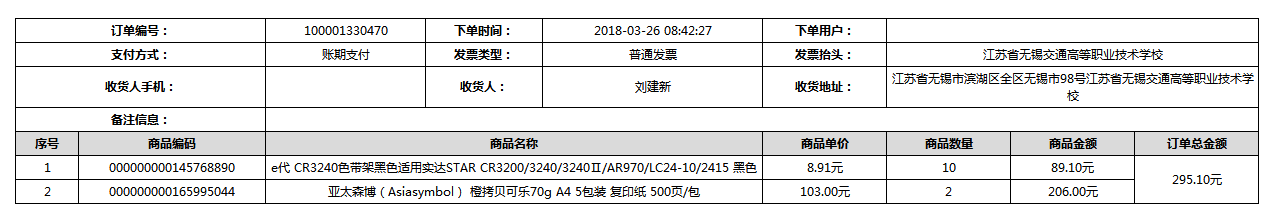 订单编号： 100001330470 下单时间： 2018-03-26 08:42:27 下单用户：
支付方式： 账期支付 发票类型： 普通发票 发票抬头： 江苏省无锡交通高等职业技术学校
收货人手机： 收货人： 刘建新 收货地址： 江苏省无锡市滨湖区全区无锡市98号江苏省无锡交通高等职业技术学
校
备注信息：
序号 商品编码 商品名称 商品单价 商品数量 商品金额 订单总金额
1 000000000145768890 e代 CR3240色带架黑色适用实达STAR CR3200/3240/3240Ⅱ/AR970/LC24-10/2415 黑色 8.91元 10 89.10元 295.10元
2 000000000165995044 亚太森博（Asiasymbol） 橙拷贝可乐70g A4 5包装 复印纸 500页/包 103.00元 2 206.00元